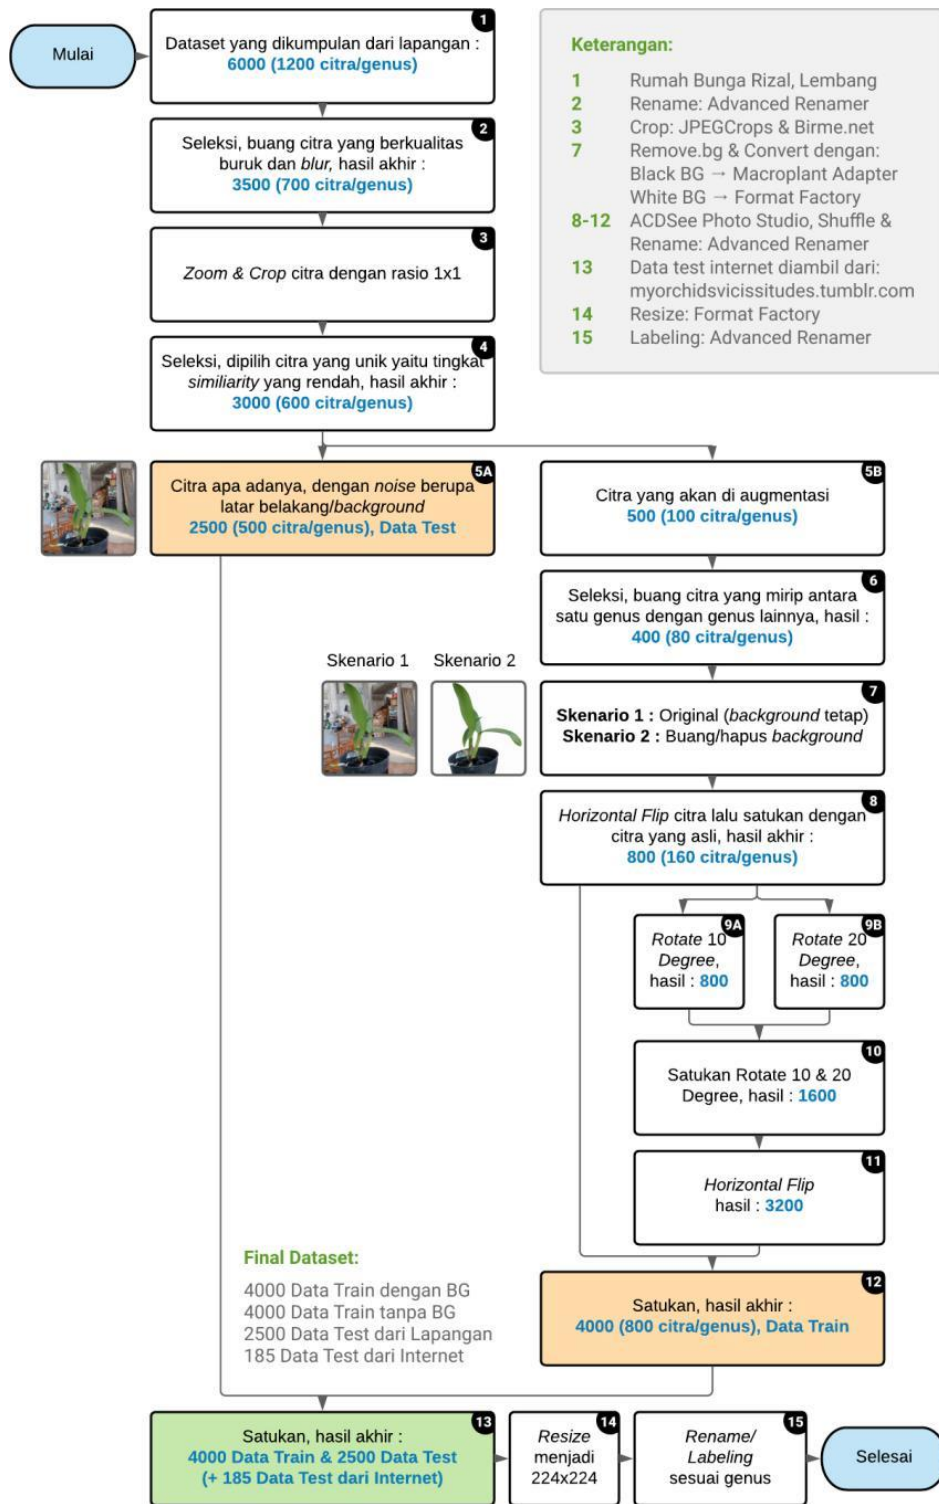 Mulai
1
Dataset yang dikumpulan dari lapangan :
6000 (1200 citra/genus)
2
Seleksi, buang citra yang berkualitas
buruk dan blur, hasil akhir :
3500 (700 citra/genus)
3
Zoom & Crop citra dengan rasio 1x1
4
Seleksi, dipilih citra yang unik yaitu tingkat
similiarity yang rendah, hasil akhir :
3000 (600 citra/genus)
Keterangan:
1 Rumah Bunga Rizal, Lembang
2 Rename: Advanced Renamer
3 Crop: JPEGCrops & Birme.net
7 Remove.bg & Convert dengan:
Black BG → Macroplant Adapter
White BG → Format Factory
8-12 ACDSee Photo Studio, Shuffle &
Rename: Advanced Renamer
13 Data test internet diambil dari:
myorchidsvicissitudes.tumblr.com
14 Resize: Format Factory
15 Labeling: Advanced Renamer
5A
Citra apa adanya, dengan noise berupa
latar belakang/background
2500 (500 citra/genus), Data Test
5B
Citra yang akan di augmentasi
500 (100 citra/genus)
6
Seleksi, buang citra yang mirip antara
satu genus dengan genus lainnya, hasil :
400 (80 citra/genus)
Skenario 1 Skenario 2
7
Skenario 1 : Original (background tetap)
Skenario 2 : Buang/hapus background
8
Horizontal Flip citra lalu satukan dengan
citra yang asli, hasil akhir :
800 (160 citra/genus)
9A
Rotate 10
Degree,
hasil : 800
9B
Rotate 20
Degree,
hasil : 800
10
Satukan Rotate 10 & 20
Degree, hasil : 1600
11
Horizontal Flip
hasil : 3200
Final Dataset:
4000 Data Train dengan BG
4000 Data Train tanpa BG
2500 Data Test dari Lapangan
185 Data Test dari Internet
12
Satukan, hasil akhir :
4000 (800 citra/genus), Data Train
13
Satukan, hasil akhir :
4000 Data Train & 2500 Data Test
(+ 185 Data Test dari Internet)
14
Resize
menjadi
224x224
15
Rename/
Labeling
sesuai genus
Selesai